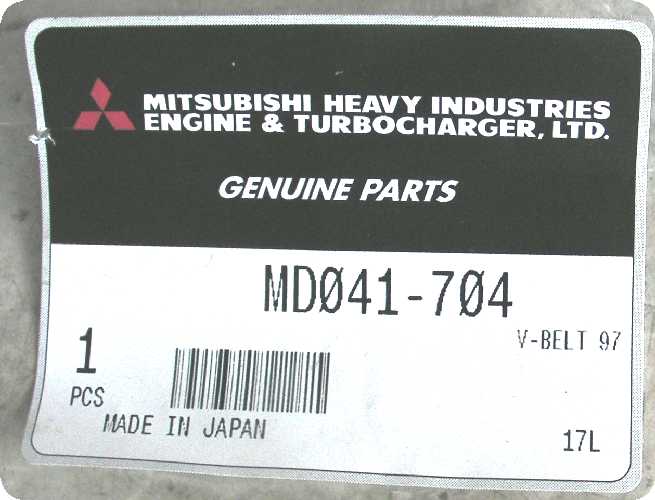 MITSUBISHI HEAVY INDUSTRIES
ENGINE & TURBOCHARGER, LTD.
GENUINE PARTS
MD041-704
V-BELT 97
1
PCS
MADE IN JAPAN
17L